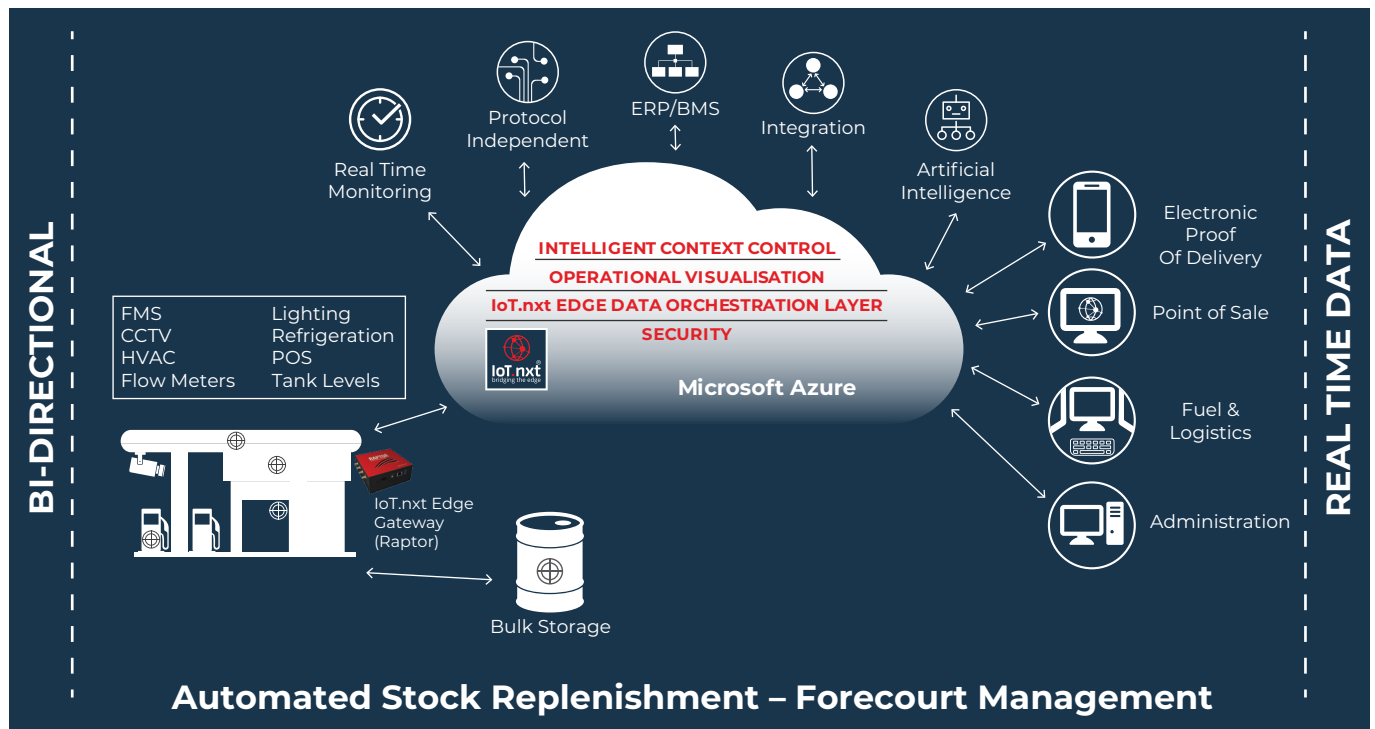 Protocol
Independent
ERP/BMS
Integration
Real Time
Monitoring
Artificial
Intelligence
Electronic
Proof
Of Delivery
Point of Sale
Fuel &
Logistics
Administration
INTELLIGENT CONTEXT CONTROL
OPERATIONAL VISUALISATION
IoT.nxt EDGE DATA ORCHESTRATION LAYER
SECURITY
IoT.nxt®
bridging the edge
Microsoft Azure
BI-DIRECTIONAL
REAL TIME DATA
FMS Lighting
CCTV Refrigeration
HVAC POS
Flow Meters Tank Levels
RAPTOR
IoT.nxt Edge
Gateway
(Raptor)
Bulk Storage
Automated Stock Replenishment – Forecourt Management